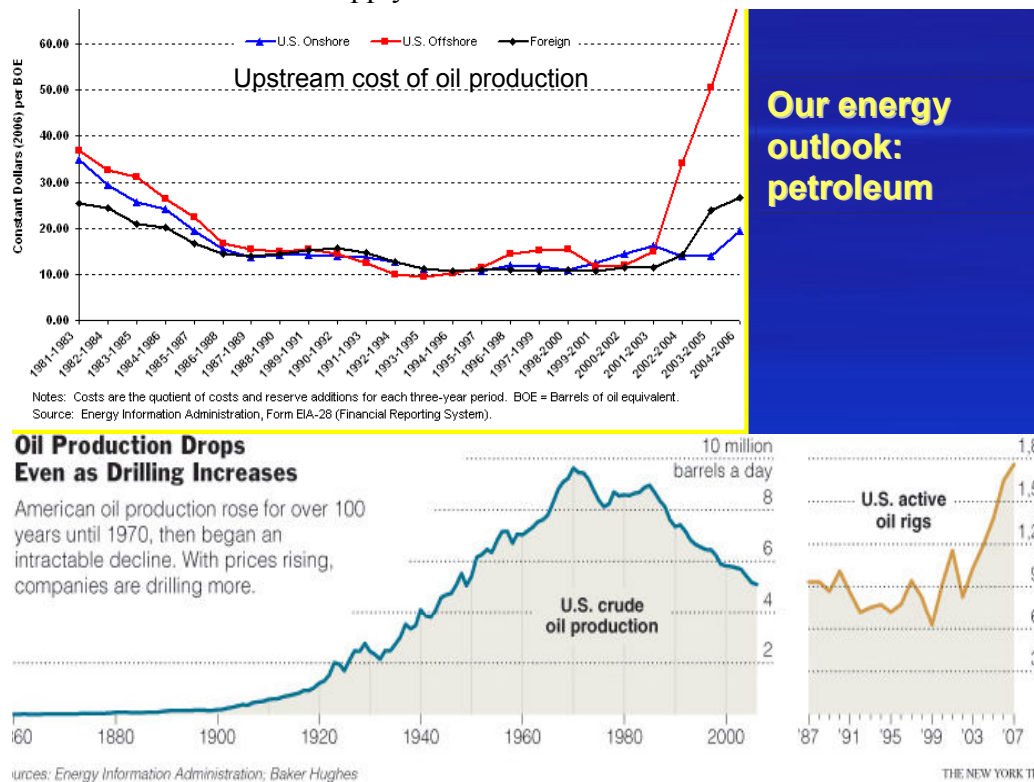 60.00
50.00
40.00
30.00
20.00
10.00
0.00
Constant Dollars (2006) per BOE
U.S. Onshore U.S. Offshore Foreign
Upstream cost of oil production
1981-1983
1982-1984
1983-1985
1984-1986
1985-1987
1986-1988
1987-1989
1988-1990
1989-1991
1990-1992
1991-1993
1992-1994
1993-1995
1994-1996
1995-1997
1996-1998
1997-1999
1998-2000
1999-2001
2000-2002
2001-2003
2002-2004
2003-2005
2004-2006
Notes: Costs are the quotient of costs and reserve additions for each three-year period. BOE = Barrels of oil equivalent.
Source: Energy Information Administration, Form EIA-28 (Financial Reporting System).
Our energy
outlook:
petroleum
Oil Production Drops
Even as Drilling Increases
American oil production rose for over 100
years until 1970, then began an
intractable decline. With prices rising,
companies are drilling more.
10 million
barrels a day
8
6
4
2
U.S. crude
oil production
60 1880 1900 1920 1940 1960 1980 2000
U.S. active
oil rigs
'87 '91 '95 '99 '03 '07
urces: Energy Information Administration; Baker Hughes
THE NEW YORK T